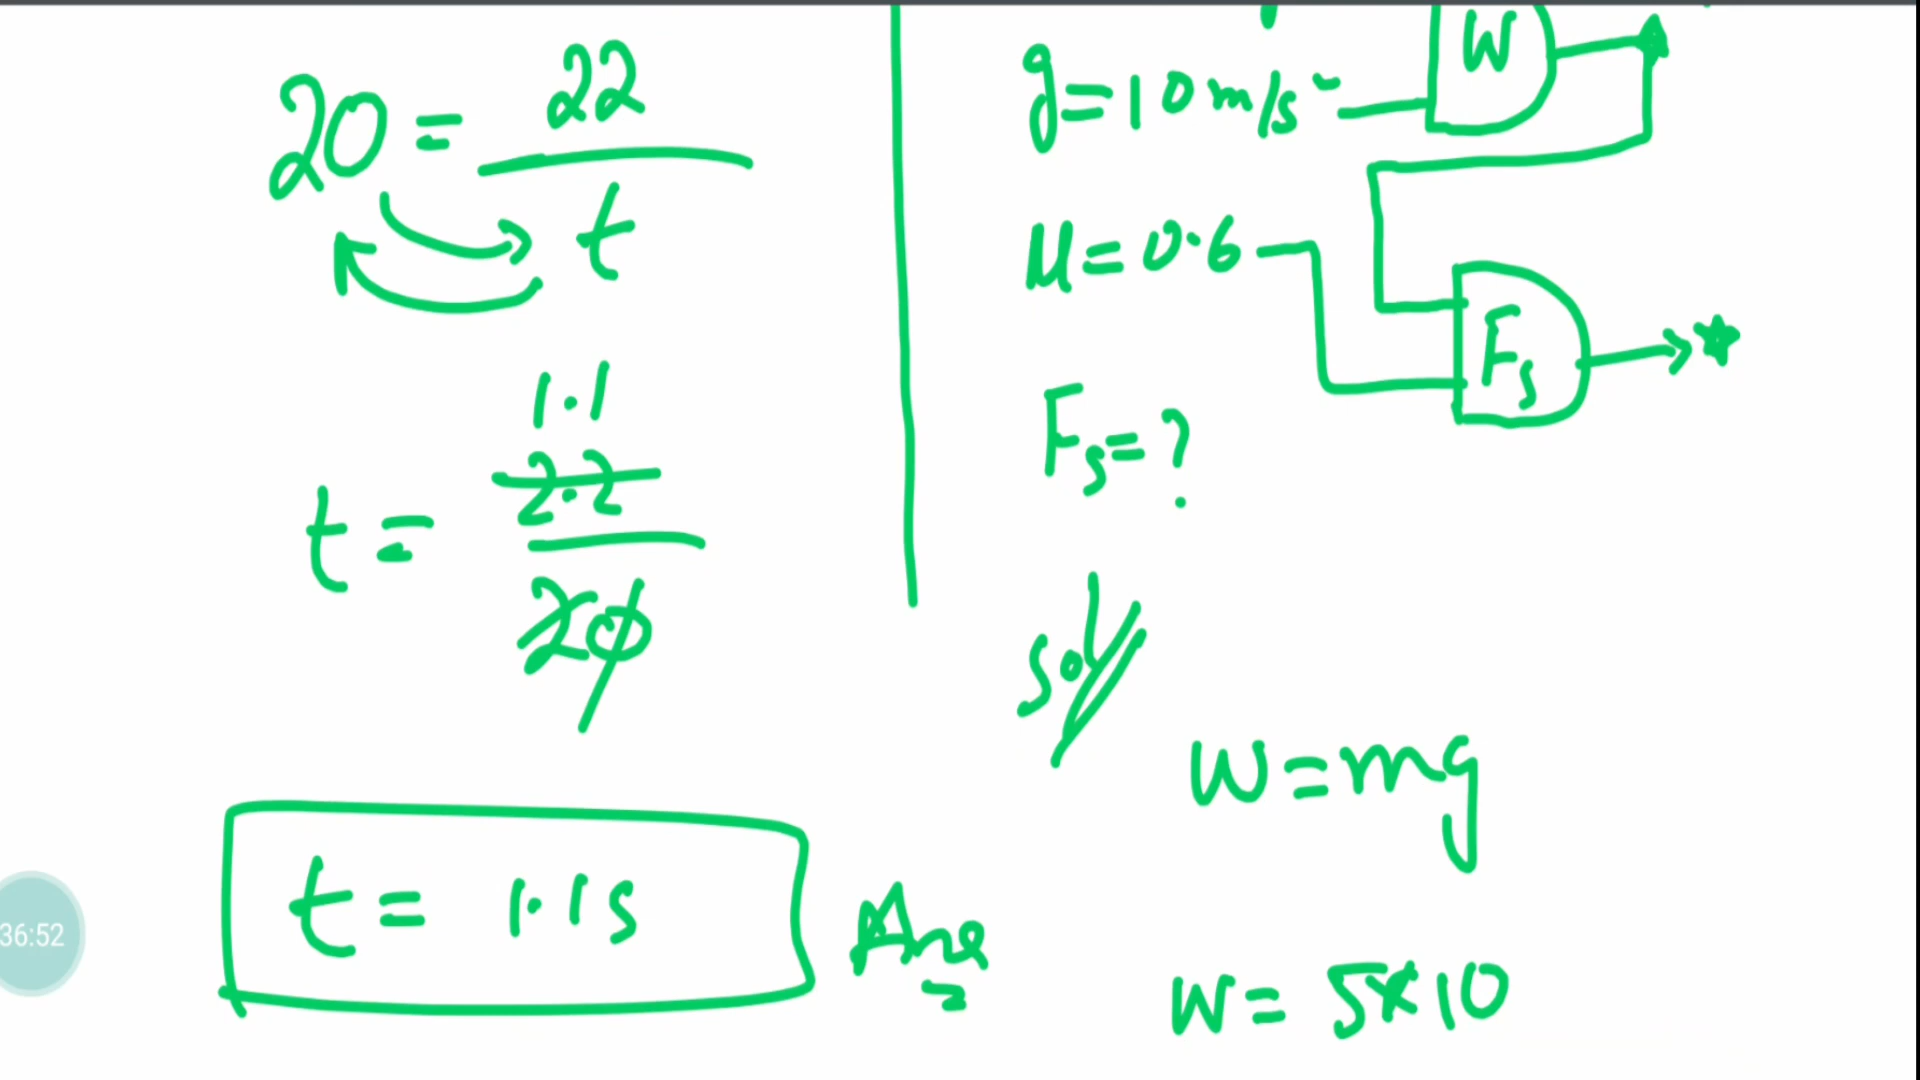 20 = 22
t
t = 1.1
2.2
20
t = 1.1s Ans
36:52
W
g = 10 m/s²
μ = 0.6
Fs
Fs = ?
Sol
W = mg
W = 5 × 10